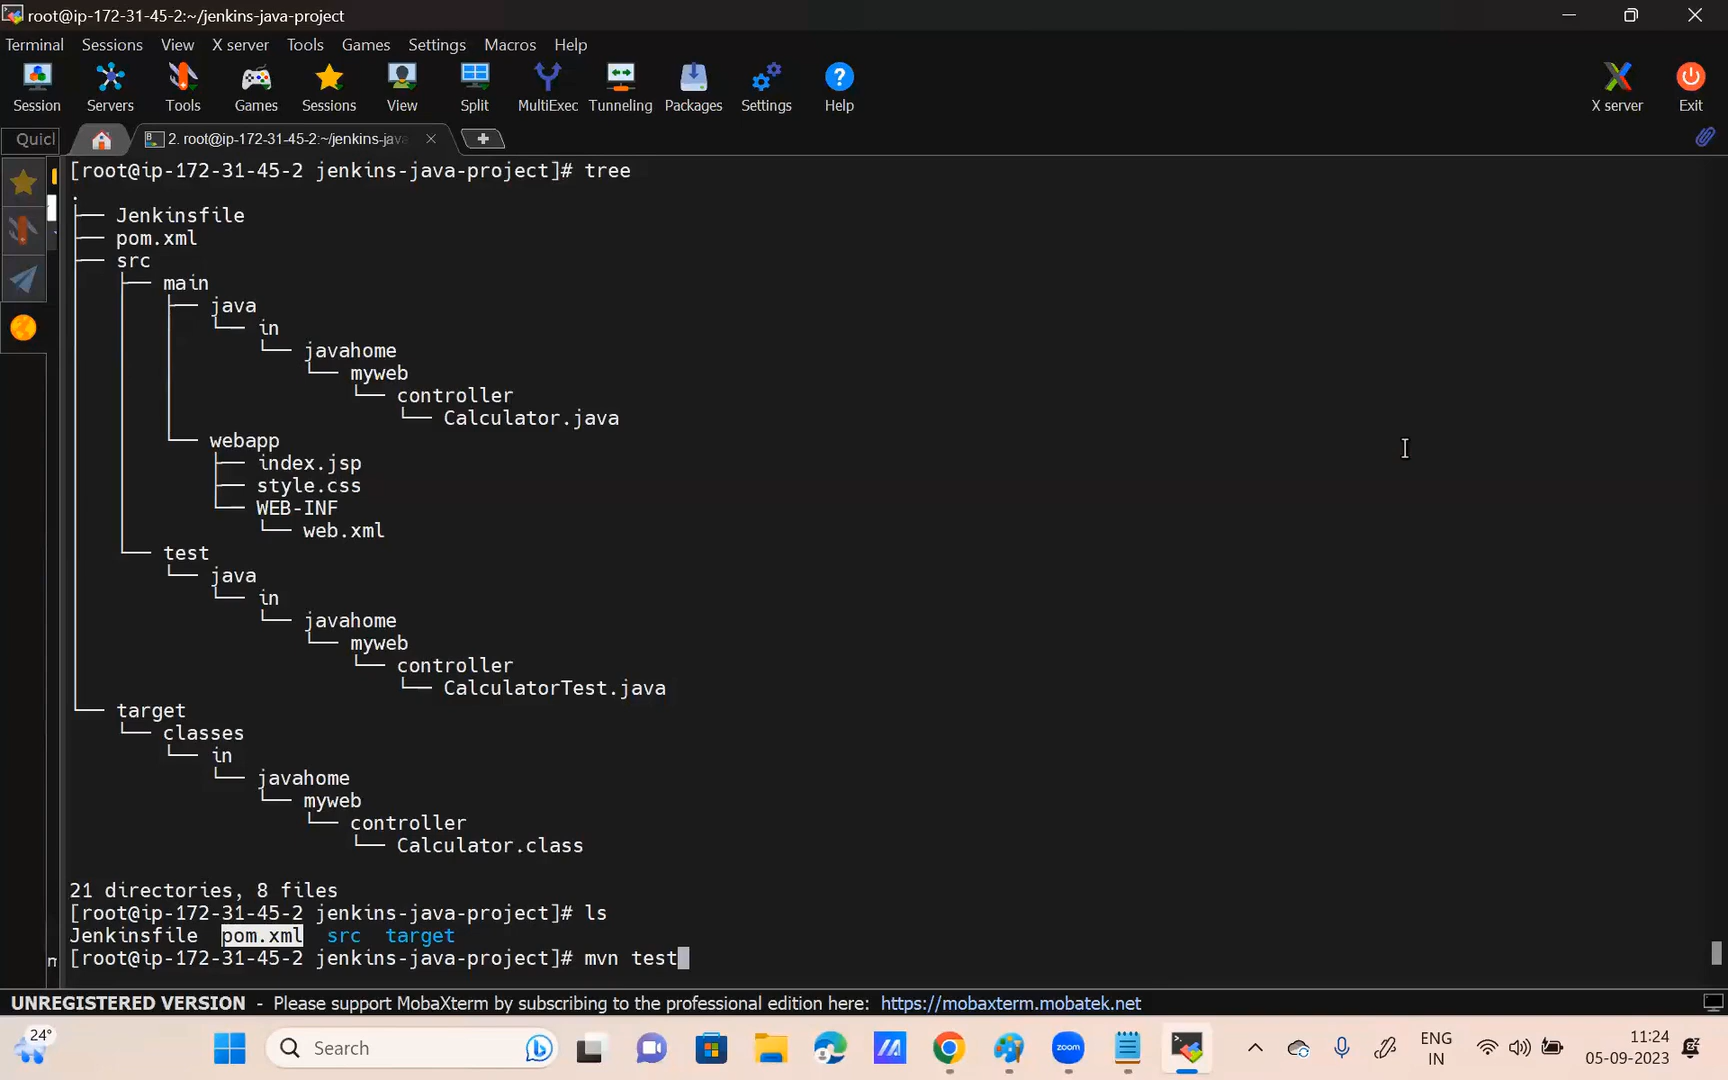 root@ip-172-31-45-2:~/jenkins-java-project
Terminal Sessions View X server Tools Games Settings Macros Help
Session Servers Tools Games Sessions View Split MultiExec Tunneling Packages Settings Help X server Exit
Quicl 2. root@ip-172-31-45-2:~/jenkins-java
[root@ip-172-31-45-2 jenkins-java-project]# tree
.
├── Jenkinsfile
├── pom.xml
├── src
│   ├── main
│   │   ├── java
│   │   │   └── in
│   │   │       └── javahome
│   │   │           └── myweb
│   │   │               └── controller
│   │   │                   └── Calculator.java
│   │   └── webapp
│   │       ├── index.jsp
│   │       ├── style.css
│   │       └── WEB-INF
│   │           └── web.xml
│   └── test
│       └── java
│           └── in
│               └── javahome
│                   └── myweb
│                       └── controller
│                           └── CalculatorTest.java
└── target
    └── classes
        └── in
            └── javahome
                └── myweb
                    └── controller
                        └── Calculator.class
21 directories, 8 files
[root@ip-172-31-45-2 jenkins-java-project]# ls
Jenkinsfile pom.xml src target
[root@ip-172-31-45-2 jenkins-java-project]# mvn test
UNREGISTERED VERSION - Please support MobaXterm by subscribing to the professional edition here: https://mobaxterm.mobatek.net
24°
Search
zoom
ENG
IN
11:24
05-09-2023